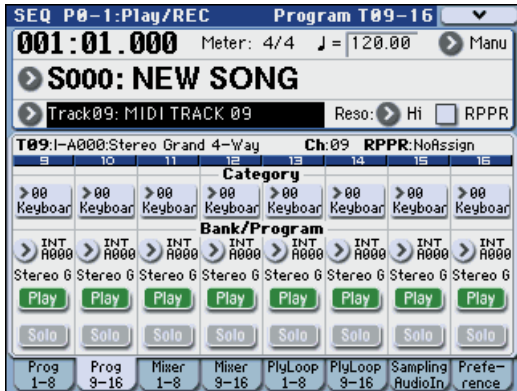 SEQ P0-1:Play/REC Program T09-16
001:01.000 Meter: 4/4 ♩= 120.00 Manu
S000: NEW SONG
Track09: MIDI TRACK 09 Reso: Hi RPPR
T09:I-A000:Stereo Grand 4-Way Ch:09 RPPR:NoAssign
9 10 11 12 13 14 15 16
Category
00 00 00 00 00 00 00 00
Keyboar Keyboar Keyboar Keyboar Keyboar Keyboar Keyboar Keyboar
Bank/Program
INT INT INT INT INT INT INT INT
A000 A000 A000 A000 A000 A000 A000 A000
Stereo G Stereo G Stereo G Stereo G Stereo G Stereo G Stereo G Stereo G
Play Play Play Play Play Play Play Play
Solo Solo Solo Solo Solo Solo Solo Solo
Prog Prog Mixer Mixer PlyLoop PlyLoop Sampling Prefe-
1-8 9-16 1-8 9-16 1-8 9-16 AudioIn rence